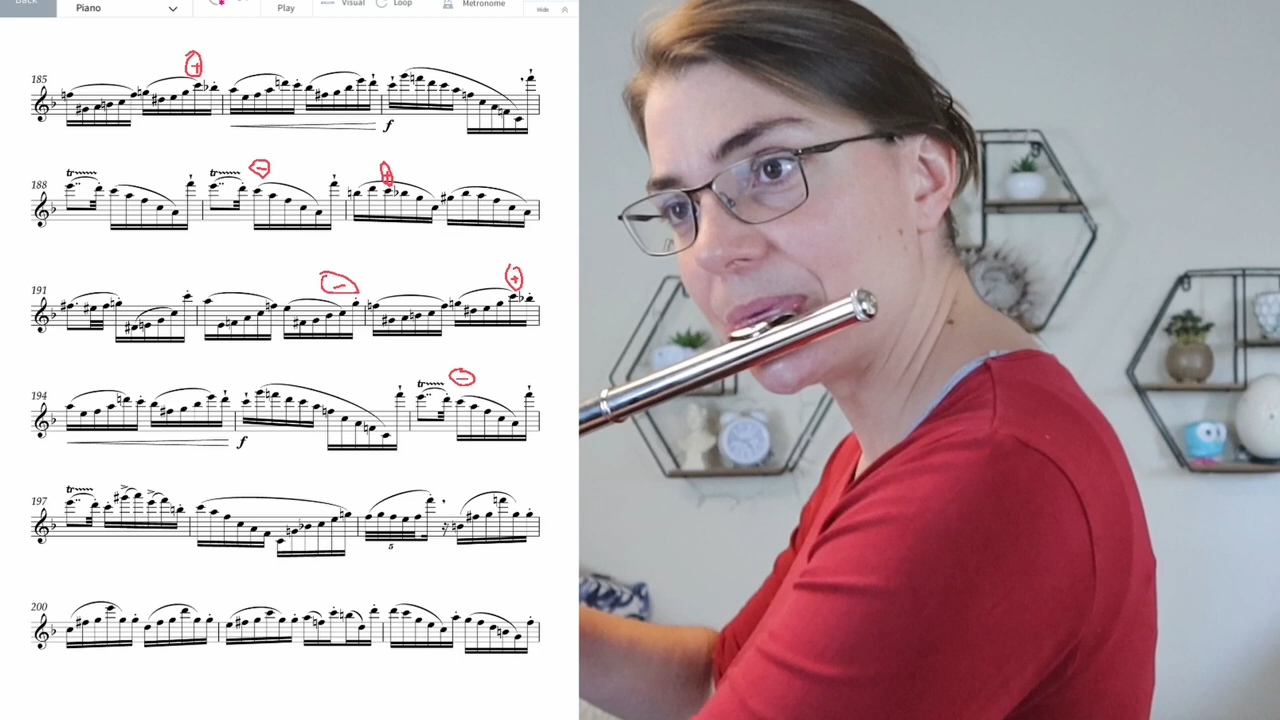 Back
Piano
Play
Visual
Loop
Metronome
Hide
185
f
188
tr
tr
191
194
f
tr
197
tr
5
200